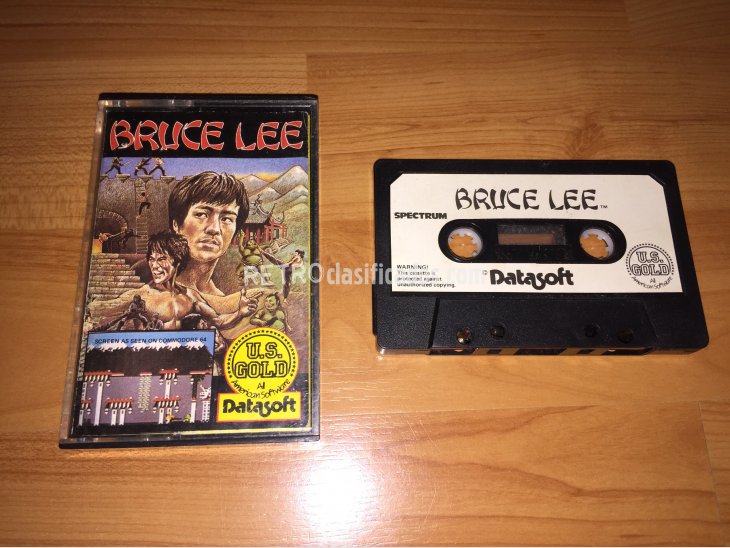 BRUCE LEE
SCREEN AS SEEN ON COMMODORE 64
U.S.
GOLD
All
American Software
Datasoft
RETROclasificados.com
BRUCE LEE™
SPECTRUM
WARNING!
This cassette is
protected against
unauthorized copying.
© Datasoft
U.S.
GOLD
All
American Software